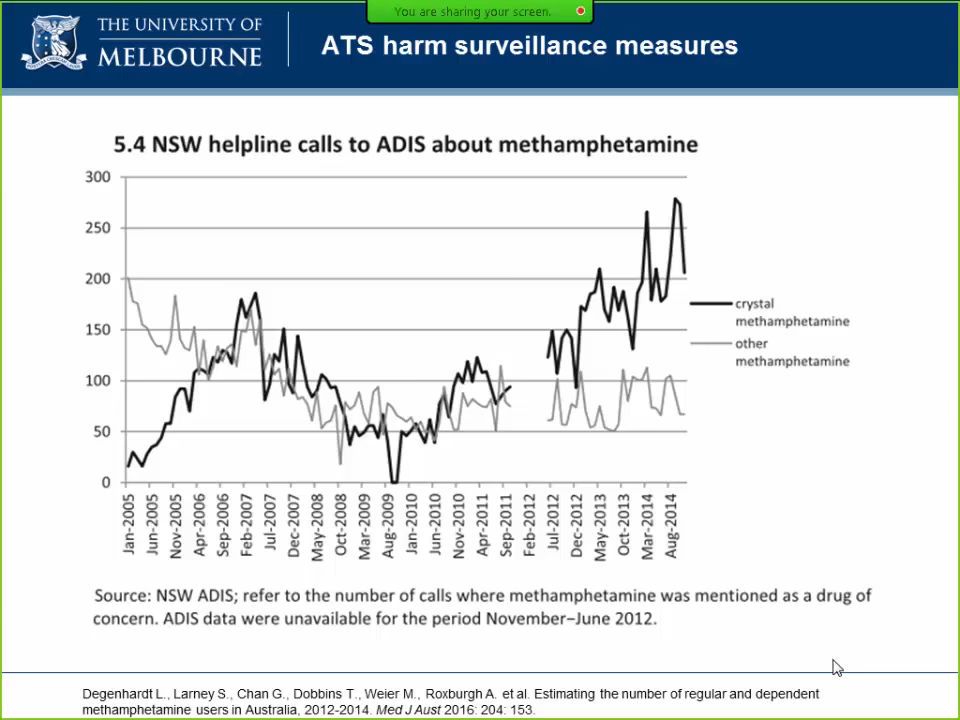 You are sharing your screen.
THE UNIVERSITY OF
MELBOURNE
ATS harm surveillance measures
5.4 NSW helpline calls to ADIS about methamphetamine
300
250
200
150
100
50
0
crystal
methamphetamine
other
methamphetamine
Jan-2005
Jun-2005
Nov-2005
Apr-2006
Sep-2006
Feb-2007
Jul-2007
Dec-2007
May-2008
Oct-2008
Mar-2009
Aug-2009
Jan-2010
Jun-2010
Nov-2010
Apr-2011
Sep-2011
Feb-2012
Jul-2012
Dec-2012
May-2013
Oct-2013
Mar-2014
Aug-2014
Source: NSW ADIS; refer to the number of calls where methamphetamine was mentioned as a drug of
concern. ADIS data were unavailable for the period November–June 2012.
Degenhardt L., Larney S., Chan G., Dobbins T., Weier M., Roxburgh A. et al. Estimating the number of regular and dependent
methamphetamine users in Australia, 2012-2014. Med J Aust 2016: 204: 153.